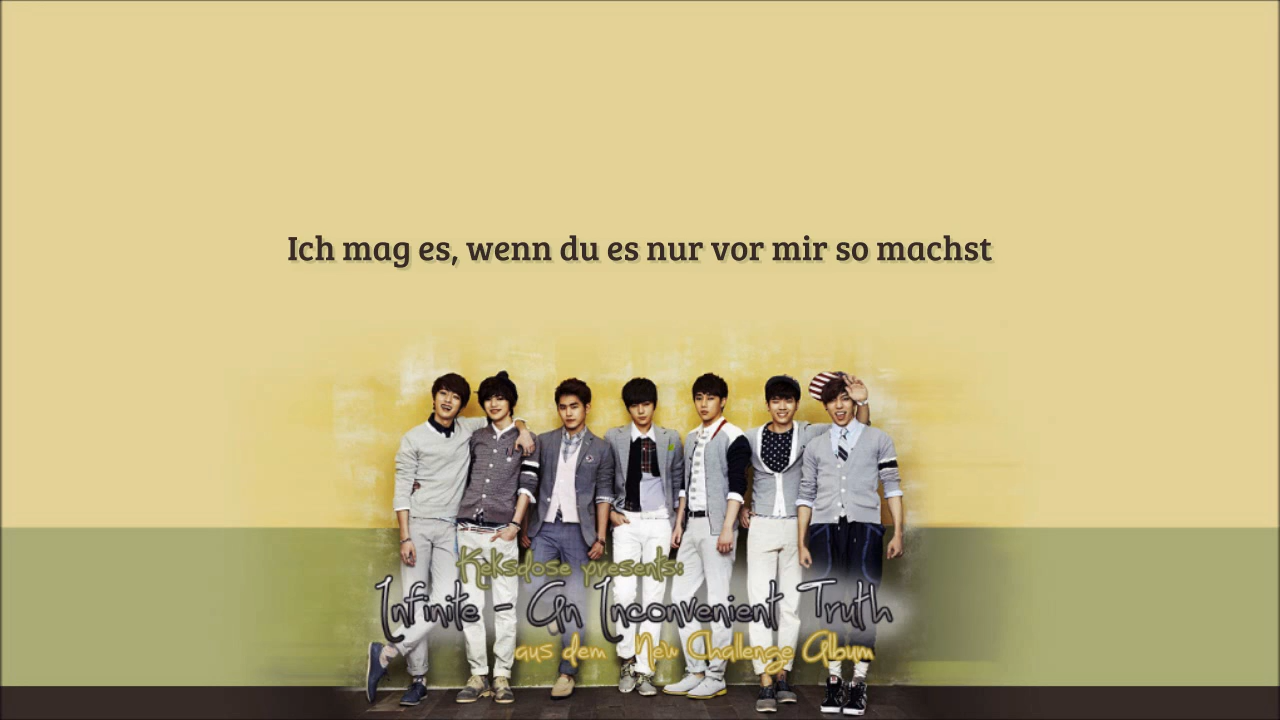 Ich mag es, wenn du es nur vor mir so machst
Keksdose presents:
Infinite - An Inconvenient Truth
aus dem New Challenge Album